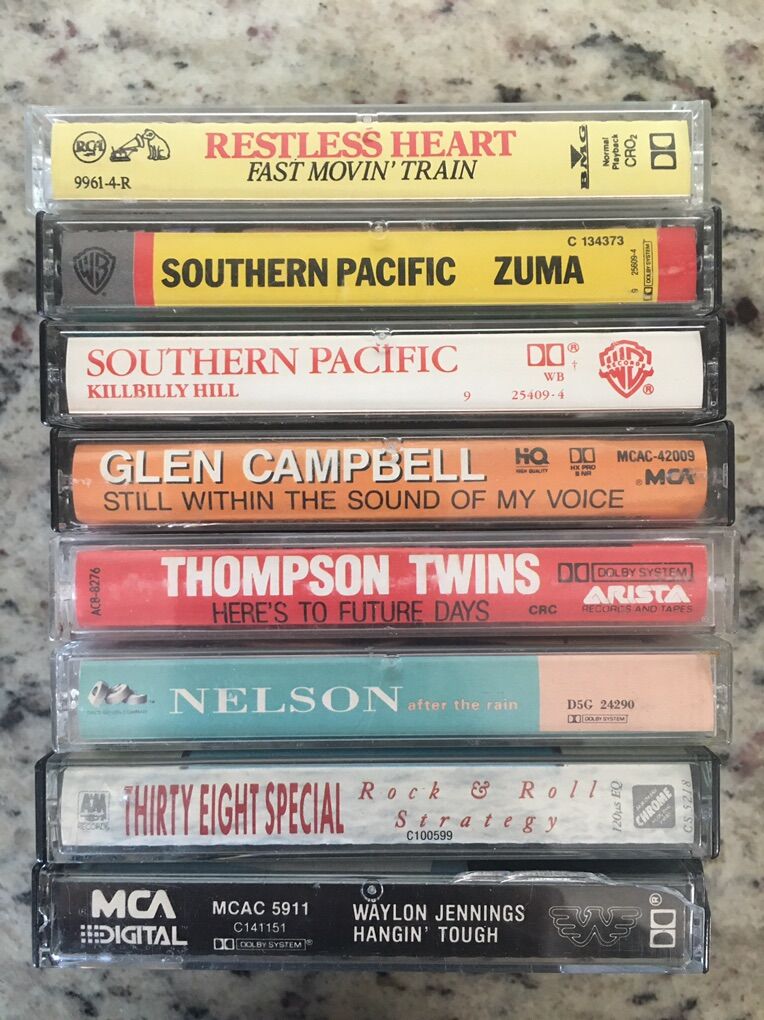 RCA
9961-4-R
RESTLESS HEART
FAST MOVIN' TRAIN
BMG
Normal
Playback
CRO2
WB
SOUTHERN PACIFIC ZUMA
C 134373
9 25609-4
DOLBY SYSTEM
SOUTHERN PACIFIC
KILLBILLY HILL
9 25409-4
® †
WB
RECORDS
®
GLEN CAMPBELL
STILL WITHIN THE SOUND OF MY VOICE
HQ
HIGH QUALITY
HX PRO
B NR
MCAC-42009
®MCA
AC8-8276
THOMPSON TWINS
HERE'S TO FUTURE DAYS
CRC
DOLBY SYSTEM
ARISTA
RECORDS AND TAPES
NELSON after the rain
D5G 24290
DOLBY SYSTEM
A&M
RECORDS
THIRTY EIGHT SPECIAL
Rock & Roll
Strategy
C100599
120µs EQ
CHROME
CS 5218
MCA
DIGITAL
MCAC 5911
C141151
DOLBY SYSTEM®
WAYLON JENNINGS
HANGIN' TOUGH
®